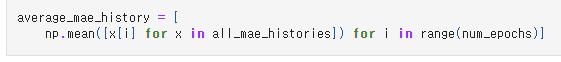 average_mae_history = [
    np.mean([x[i] for x in all_mae_histories]) for i in range(num_epochs)]